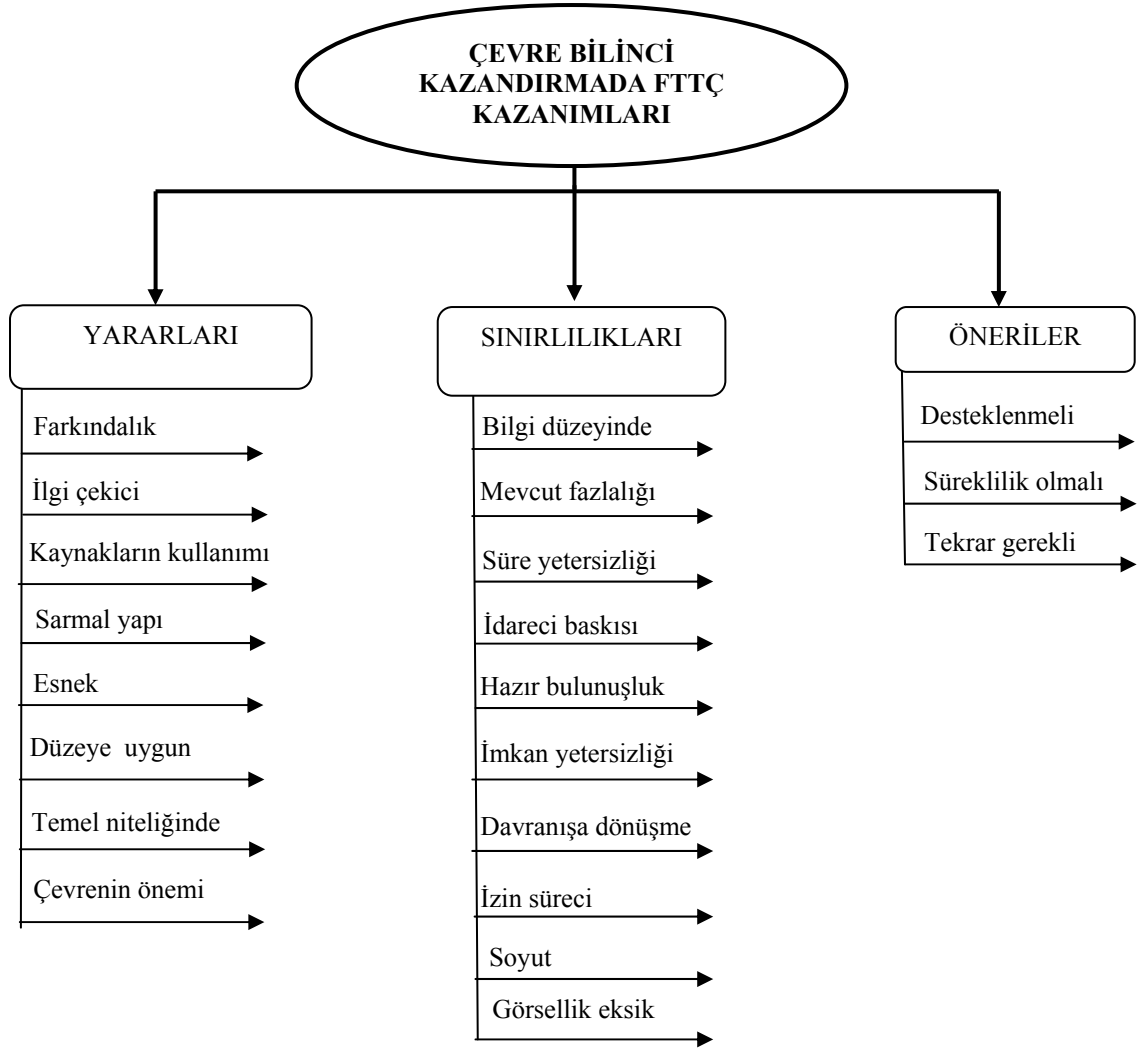 ÇEVRE BİLİNCİ
KAZANDIRMADA FTTÇ
KAZANIMLARI
YARARLARI
Farkındalık
İlgi çekici
Kaynakların kullanımı
Sarmal yapı
Esnek
Düzeye uygun
Temel niteliğinde
Çevrenin önemi
SINIRLILIKLARI
Bilgi düzeyinde
Mevcut fazlalığı
Süre yetersizliği
İdareci baskısı
Hazır bulunuşluk
İmkan yetersizliği
Davranışa dönüşme
İzin süreci
Soyut
Görsellik eksik
ÖNERİLER
Desteklenmeli
Süreklilik olmalı
Tekrar gerekli